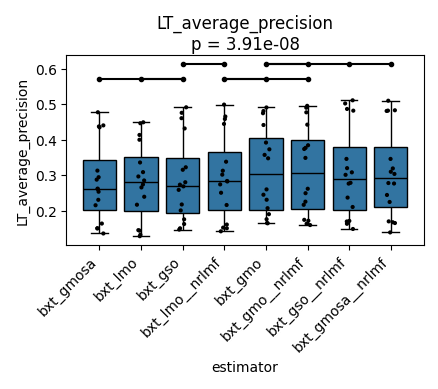 LT_average_precision
p = 3.91e-08
LT_average_precision
0.6
0.5
0.4
0.3
0.2
bxt_gmosa
bxt_lmo
bxt_gso
bxt_lmo__nrlmf
bxt_gmo
bxt_gmo__nrlmf
bxt_gso__nrlmf
bxt_gmosa__nrlmf
estimator